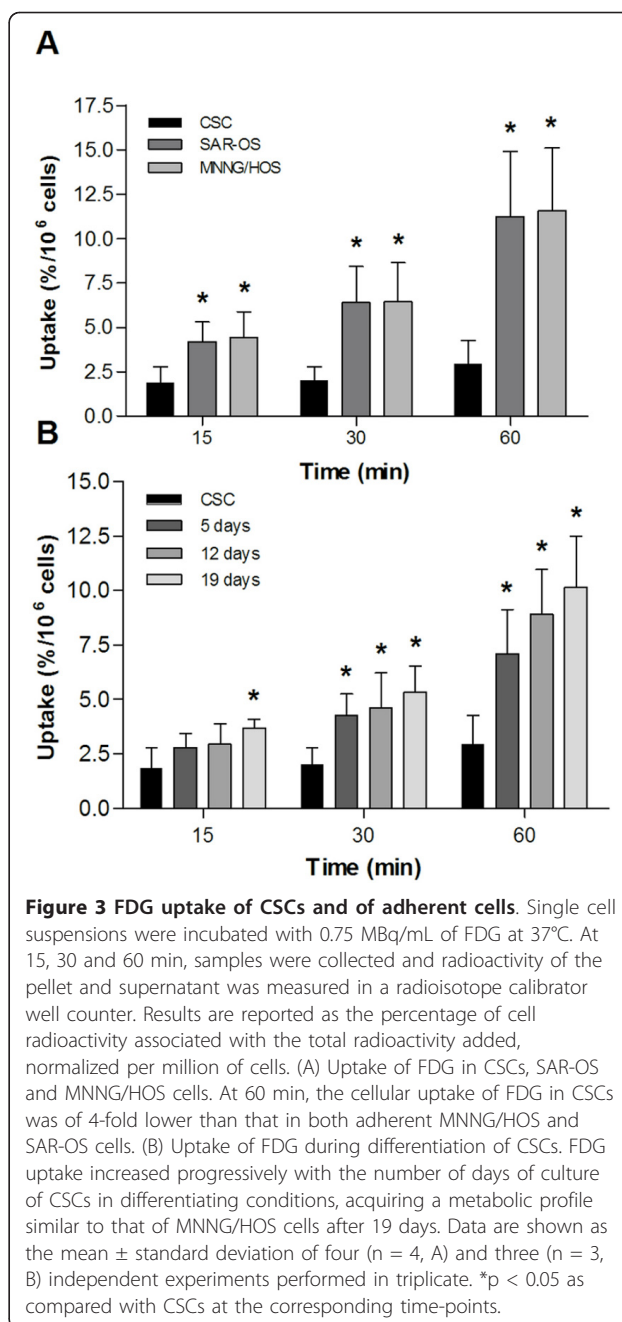 A
17.5
15.0
12.5
10.0
7.5
5.0
2.5
0.0
Uptake (%/10⁶ cells)
CSC
SAR-OS
MNNG/HOS
* * * * * *
15 30 60
Time (min)
B
15.0
12.5
10.0
7.5
5.0
2.5
0.0
Uptake (%/10⁶ cells)
CSC
5 days
12 days
19 days
* * * * * * *
15 30 60
Time (min)
Figure 3 FDG uptake of CSCs and of adherent cells. Single cell
suspensions were incubated with 0.75 MBq/mL of FDG at 37°C. At
15, 30 and 60 min, samples were collected and radioactivity of the
pellet and supernatant was measured in a radioisotope calibrator
well counter. Results are reported as the percentage of cell
radioactivity associated with the total radioactivity added,
normalized per million of cells. (A) Uptake of FDG in CSCs, SAR-OS
and MNNG/HOS cells. At 60 min, the cellular uptake of FDG in CSCs
was of 4-fold lower than that in both adherent MNNG/HOS and
SAR-OS cells. (B) Uptake of FDG during differentiation of CSCs. FDG
uptake increased progressively with the number of days of culture
of CSCs in differentiating conditions, acquiring a metabolic profile
similar to that of MNNG/HOS cells after 19 days. Data are shown as
the mean ± standard deviation of four (n = 4, A) and three (n = 3,
B) independent experiments performed in triplicate. *p < 0.05 as
compared with CSCs at the corresponding time-points.